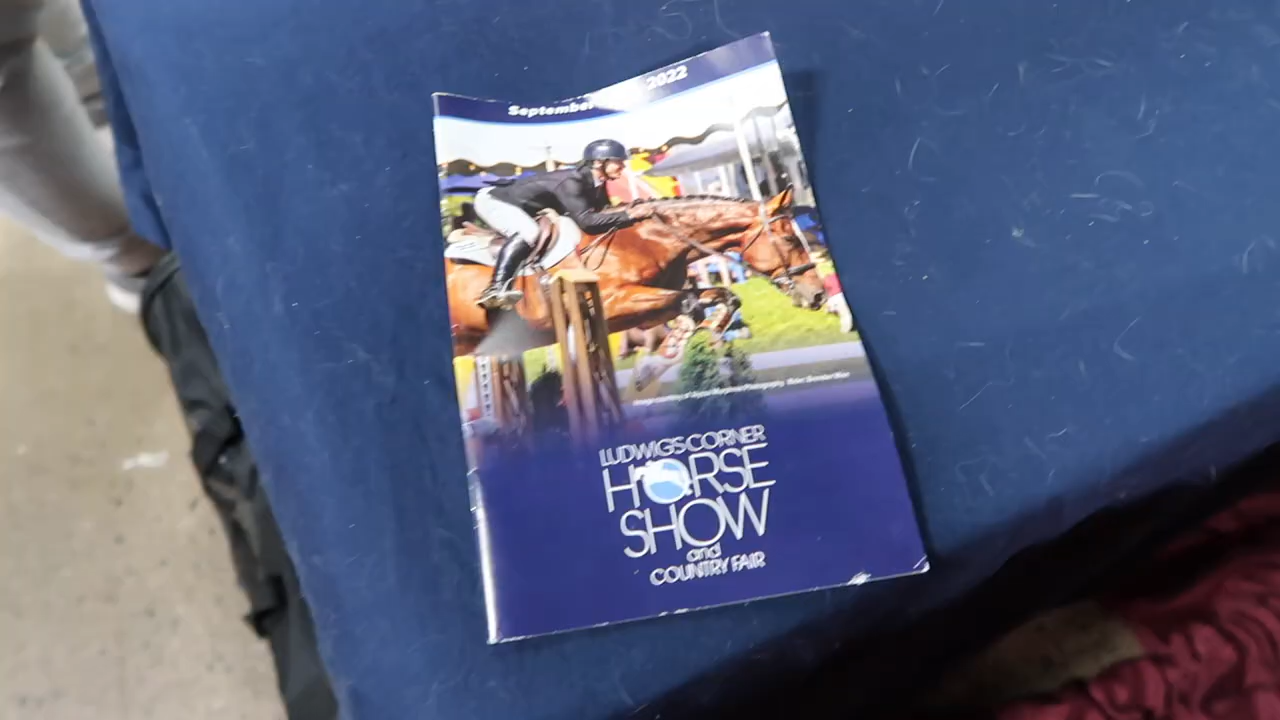 September 2022
LUDWIGS CORNER
HORSE
SHOW
and
COUNTRY FAIR